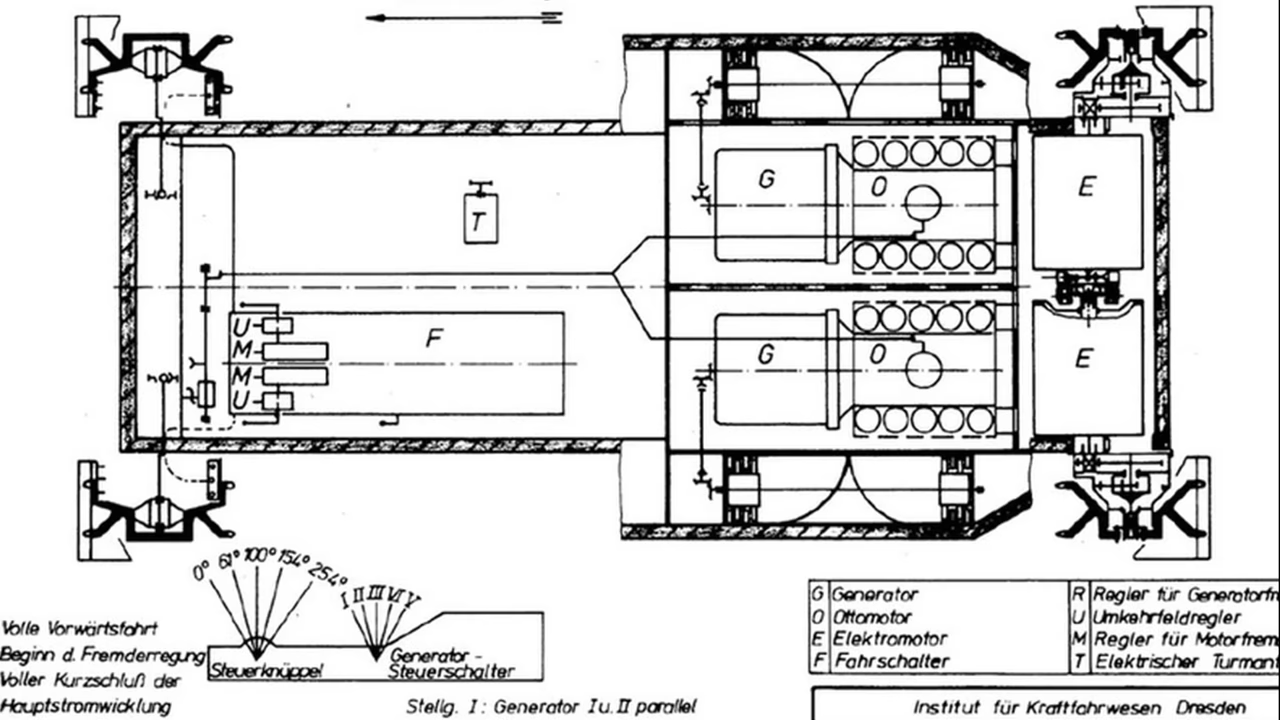 G
O
E
T
G
O
E
F
U
M
M
U
0° 61° 100° 154° 254°
I II III IV V
Volle Vorwärtsfahrt
Beginn d. Fremderregung
Voller Kurzschluß der
Hauptstromwicklung
Steuerknüppel
Generator-
Steuerschalter
Stellg. I: Generator I u. II parallel
G Generator
O Ottomotor
E Elektromotor
F Fahrschalter
R Regler für Generatorfr
U Umkehrfeldregler
M Regler für Motorfrem
T Elektrischer Turman
Institut für Kraftfahrwesen Dresden